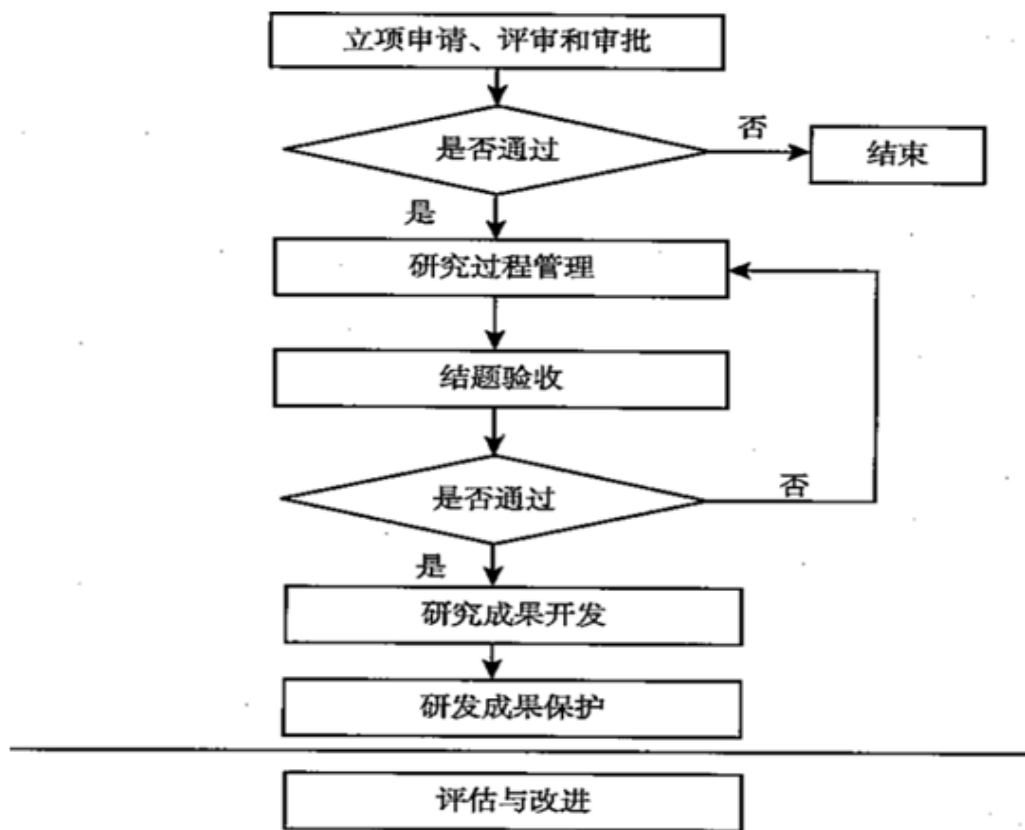 立项申请、评审和审批
是否通过
否
结束
是
研究过程管理
结题验收
是否通过
否
是
研究成果开发
研发成果保护
评估与改进